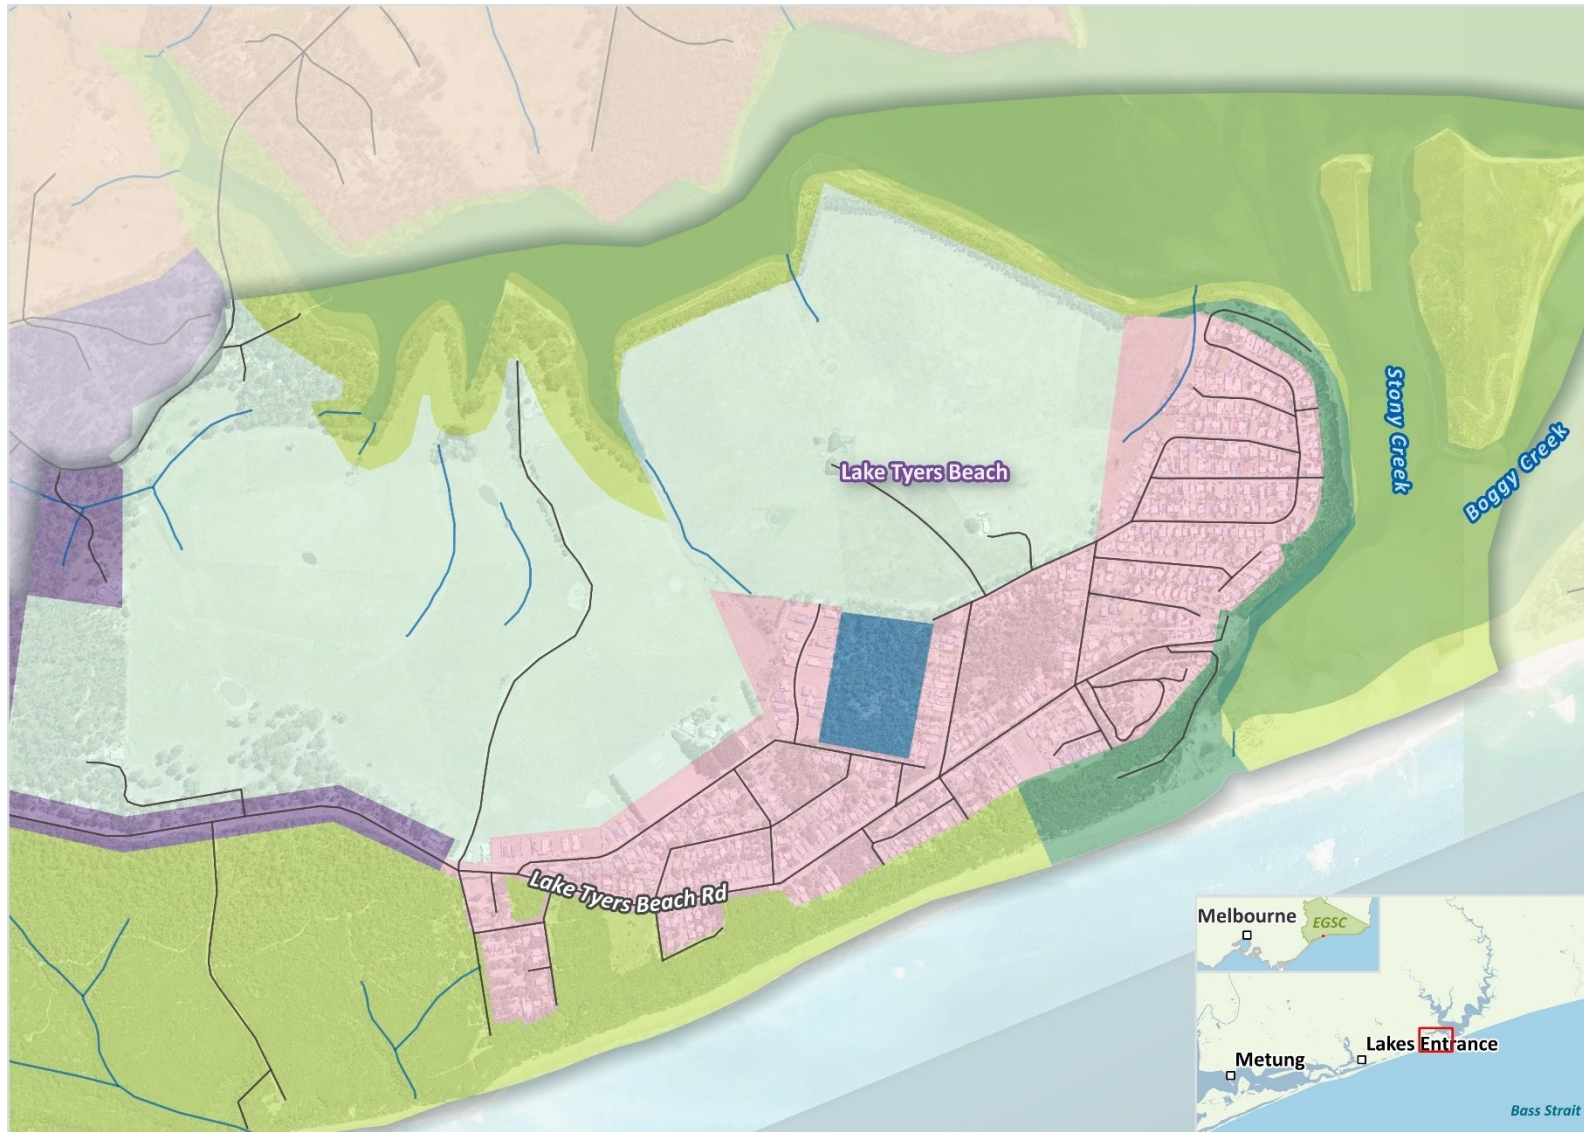 Lake Tyers Beach
Stony Creek
Boggy Creek
Lake Tyers Beach Rd
Melbourne
EGSC
Lakes Entrance
Metung
Bass Strait